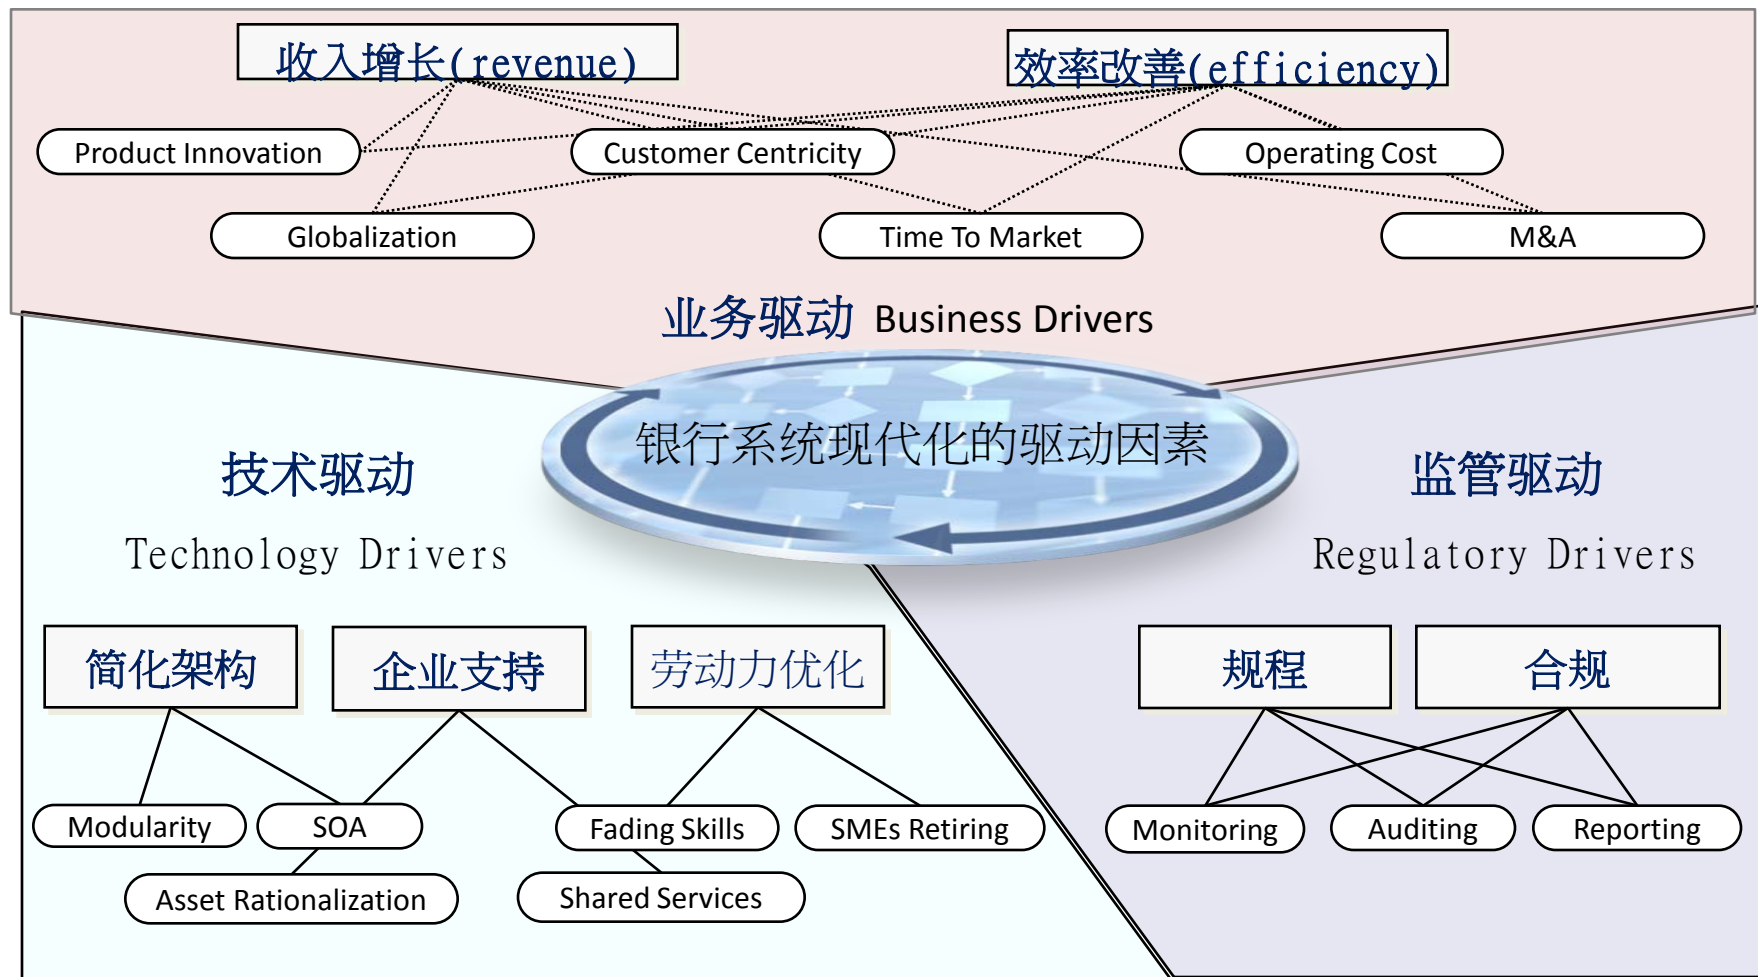 收入增长(revenue)
效率改善(efficiency)
Product Innovation
Customer Centricity
Operating Cost
Globalization
Time To Market
M&A
业务驱动 Business Drivers
银行系统现代化的驱动因素
技术驱动
Technology Drivers
监管驱动
Regulatory Drivers
简化架构
企业支持
劳动力优化
规程
合规
Modularity
SOA
Fading Skills
SMEs Retiring
Monitoring
Auditing
Reporting
Asset Rationalization
Shared Services